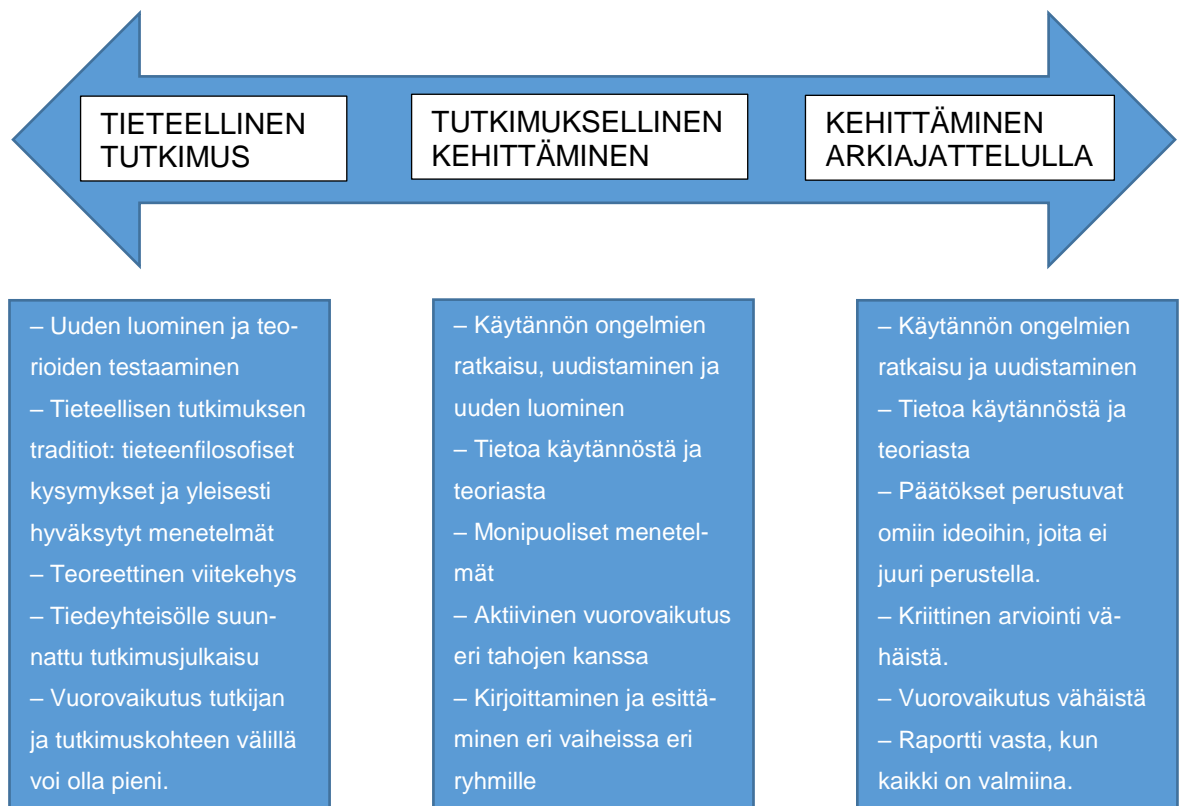 TIETEELLINEN
TUTKIMUS
TUTKIMUKSELLINEN
KEHITTÄMINEN
KEHITTÄMINEN
ARKIAJATTELULLA
– Uuden luominen ja teo-
rioiden testaaminen
– Tieteellisen tutkimuksen
traditiot: tieteenfilosofiset
kysymykset ja yleisesti
hyväksytyt menetelmät
– Teoreettinen viitekehys
– Tiedeyhteisölle suun-
nattu tutkimusjulkaisu
– Vuorovaikutus tutkijan
ja tutkimuskohteen välillä
voi olla pieni.
– Käytännön ongelmien
ratkaisu, uudistaminen ja
uuden luominen
– Tietoa käytännöstä ja
teoriasta
– Monipuoliset menetel-
mät
– Aktiivinen vuorovaikutus
eri tahojen kanssa
– Kirjoittaminen ja esittä-
minen eri vaiheissa eri
ryhmille
– Käytännön ongelmien
ratkaisu ja uudistaminen
– Tietoa käytännöstä ja
teoriasta
– Päätökset perustuvat
omiin ideoihin, joita ei
juuri perustella.
– Kriittinen arviointi vä-
häistä.
– Vuorovaikutus vähäistä
– Raportti vasta, kun
kaikki on valmiina.